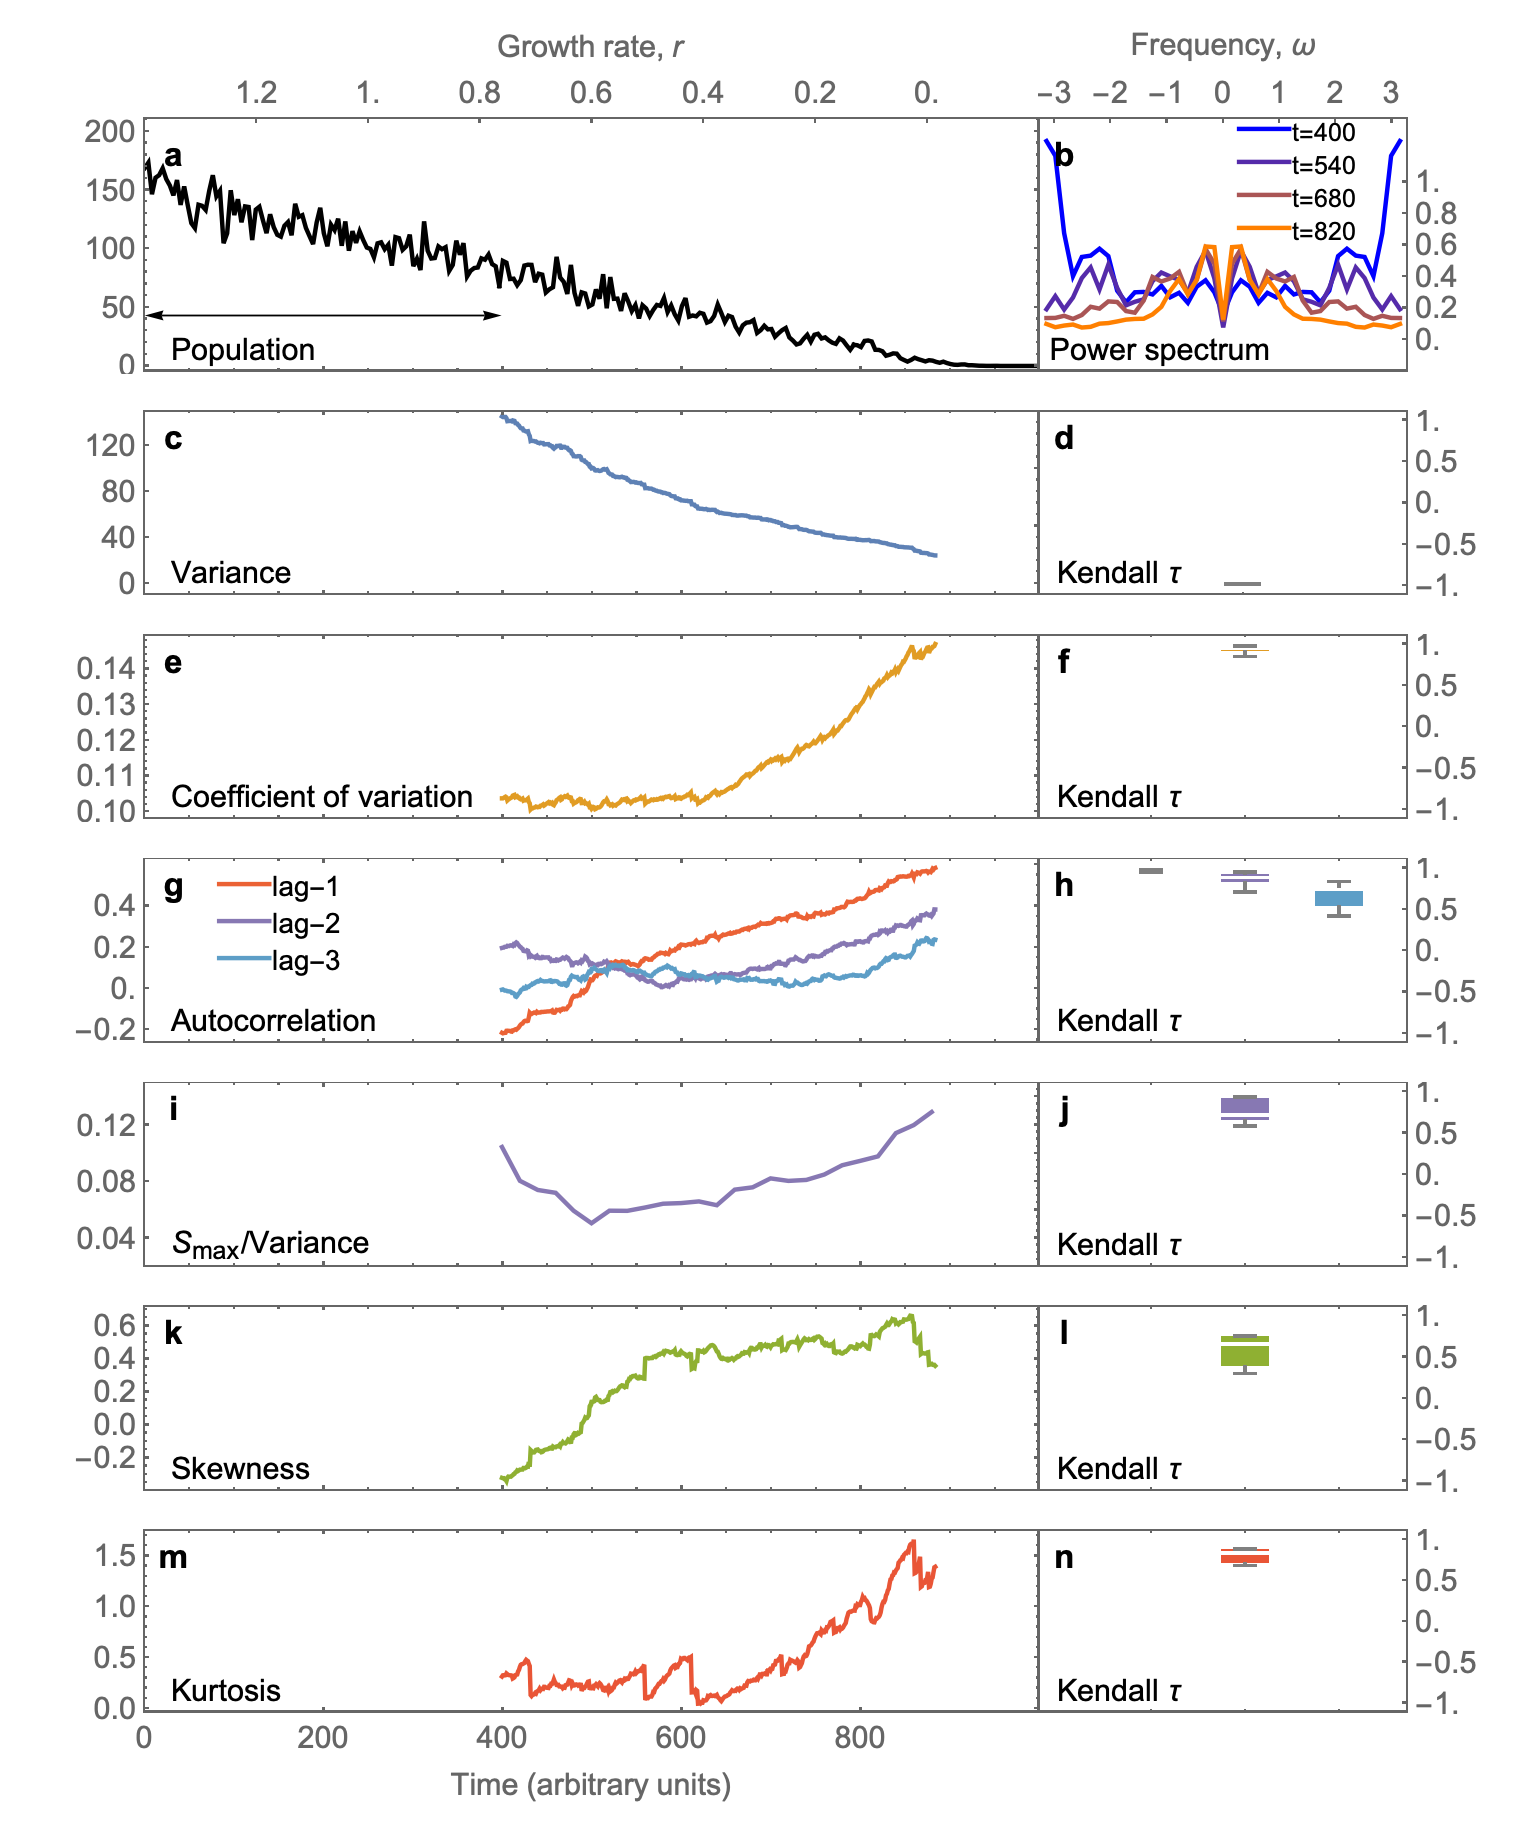 Growth rate, r
Frequency, ω
1.2 1. 0.8 0.6 0.4 0.2 0.
−3 −2 −1 0 1 2 3
a
200
150
100
50
0
Population
b
t=400
t=540
t=680
t=820
1.
0.8
0.6
0.4
0.2
0.
Power spectrum
c
120
80
40
0
Variance
d
1.
0.5
0.
−0.5
−1.
Kendall τ
e
0.14
0.13
0.12
0.11
0.10
Coefficient of variation
f
1.
0.5
0.
−0.5
−1.
Kendall τ
g
lag−1
lag−2
lag−3
0.4
0.2
0.
−0.2
Autocorrelation
h
1.
0.5
0.
−0.5
−1.
Kendall τ
i
0.12
0.08
0.04
Smax/Variance
j
1.
0.5
0.
−0.5
−1.
Kendall τ
k
0.6
0.4
0.2
0.0
−0.2
Skewness
l
1.
0.5
0.
−0.5
−1.
Kendall τ
m
1.5
1.0
0.5
0.0
Kurtosis
n
1.
0.5
0.
−0.5
−1.
Kendall τ
0 200 400 600 800
Time (arbitrary units)